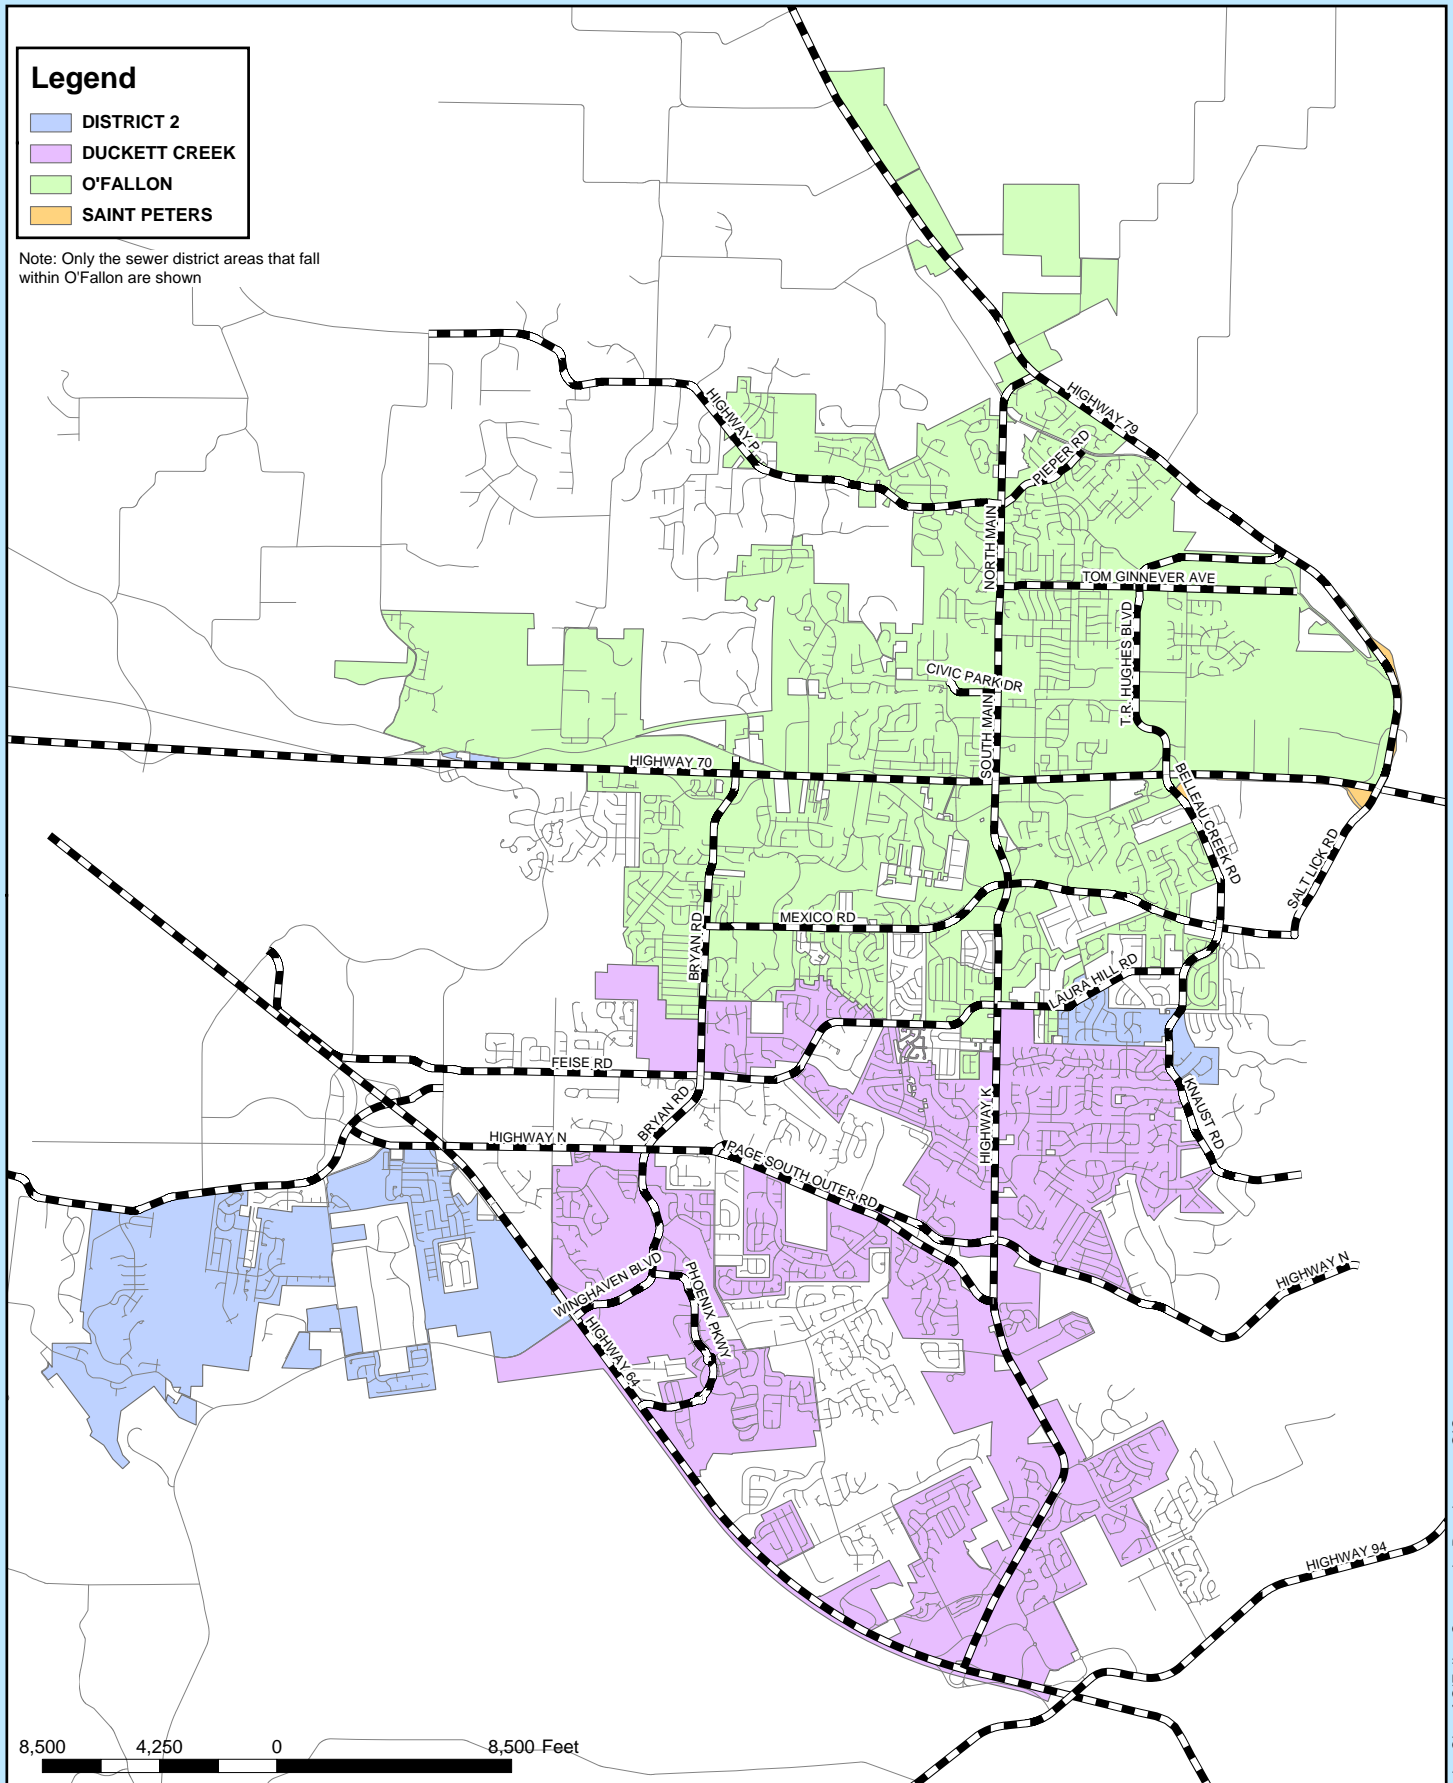 Legend
DISTRICT 2
DUCKETT CREEK
O'FALLON
SAINT PETERS
Note: Only the sewer district areas that fall
within O'Fallon are shown
HIGHWAY 79
HIGHWAY P
PIEPER RD
NORTH MAIN
TOM GINNEVER AVE
T.R. HUGHES BLVD
CIVIC PARK DR
SOUTH MAIN
HIGHWAY 70
BELLEAU CREEK RD
SALT LICK RD
MEXICO RD
BRYAN RD
LAURA HILL RD
FEISE RD
KNAUST RD
BRYAN RD
HIGHWAY K
HIGHWAY N
PAGE SOUTH OUTER RD
WINGHAVEN BLVD
PHOENIX PKWY
HIGHWAY N
HIGHWAY 64
HIGHWAY 94
8,500 4,250 0 8,500 Feet